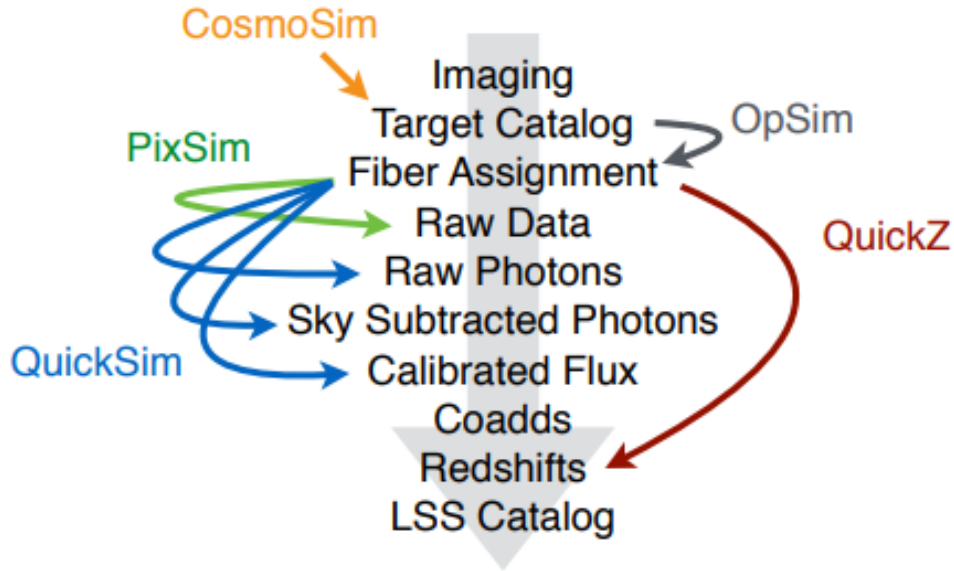 CosmoSim
Imaging
Target Catalog
OpSim
PixSim
Fiber Assignment
Raw Data
QuickZ
Raw Photons
Sky Subtracted Photons
QuickSim
Calibrated Flux
Coadds
Redshifts
LSS Catalog